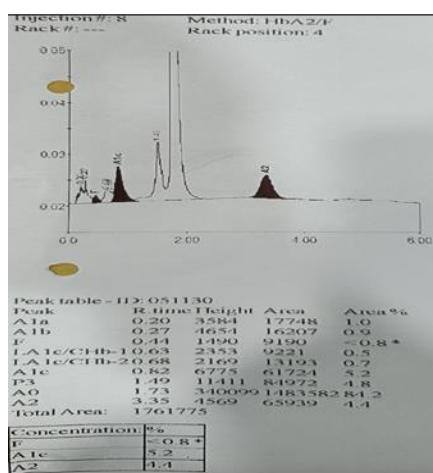 Injection #: 8 Method: HbA2/F
Rack #: --- Rack position: 4
0.05
0.04
0.03
0.02
A1c
A2
0.0 2.00 4.00 6.00
Peak table - ID: 051130
Peak R.time Height Area Area %
A1a 0.20 3584 17748 1.0
A1b 0.27 4654 16207 0.9
F 0.44 1490 9190 <0.8 *
LA1c/CHb-1 0.63 2353 9221 0.5
LA1c/CHb-2 0.68 2169 13193 0.7
A1c 0.82 6775 61724 5.2
P3 1.49 11411 84972 4.8
A0 1.73 340099 1483582 84.2
A2 3.35 4569 65939 4.4
Total Area: 1761775
Concentration: %
F <0.8 *
A1c 5.2
A2 4.4